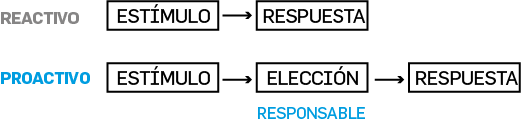 REACTIVO ESTÍMULO RESPUESTA
PROACTIVO ESTÍMULO ELECCIÓN RESPUESTA
RESPONSABLE